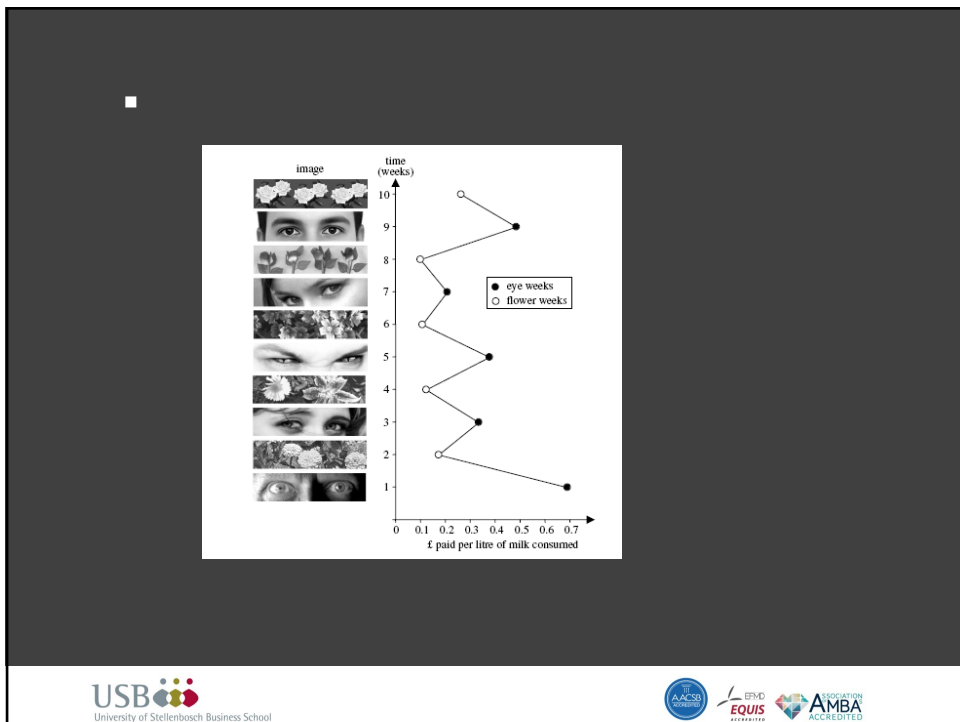 image
time
(weeks)
10
9
8
7
6
5
4
3
2
1
eye weeks
flower weeks
0 0.1 0.2 0.3 0.4 0.5 0.6 0.7
£ paid per litre of milk consumed
USB
University of Stellenbosch Business School
AACSB
ACCREDITED
EFMD
EQUIS
ACCREDITED
ASSOCIATION
AMBA
ACCREDITED